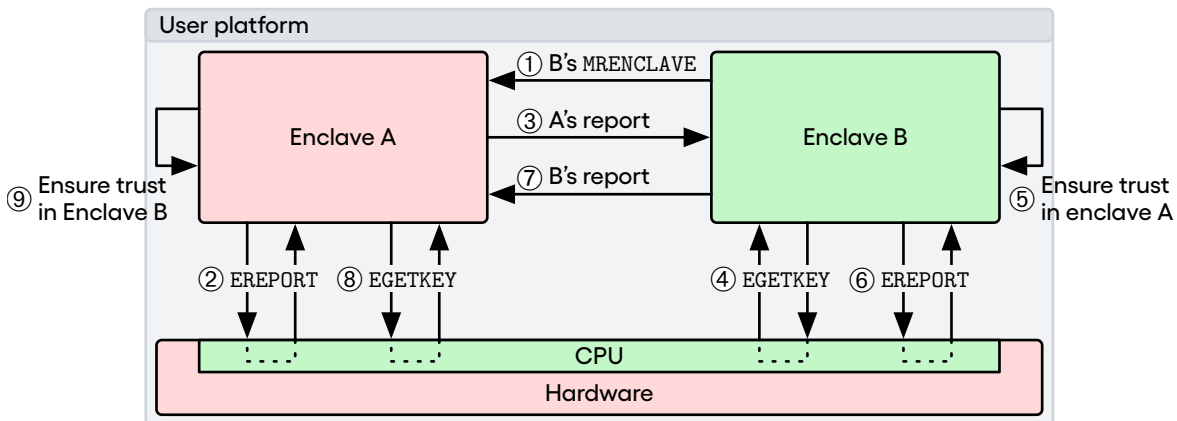 User platform
① B's MRENCLAVE
Enclave A
③ A's report
Enclave B
⑦ B's report
⑨ Ensure trust
in Enclave B
⑤ Ensure trust
in enclave A
② EREPORT
⑧ EGETKEY
④ EGETKEY
⑥ EREPORT
CPU
Hardware